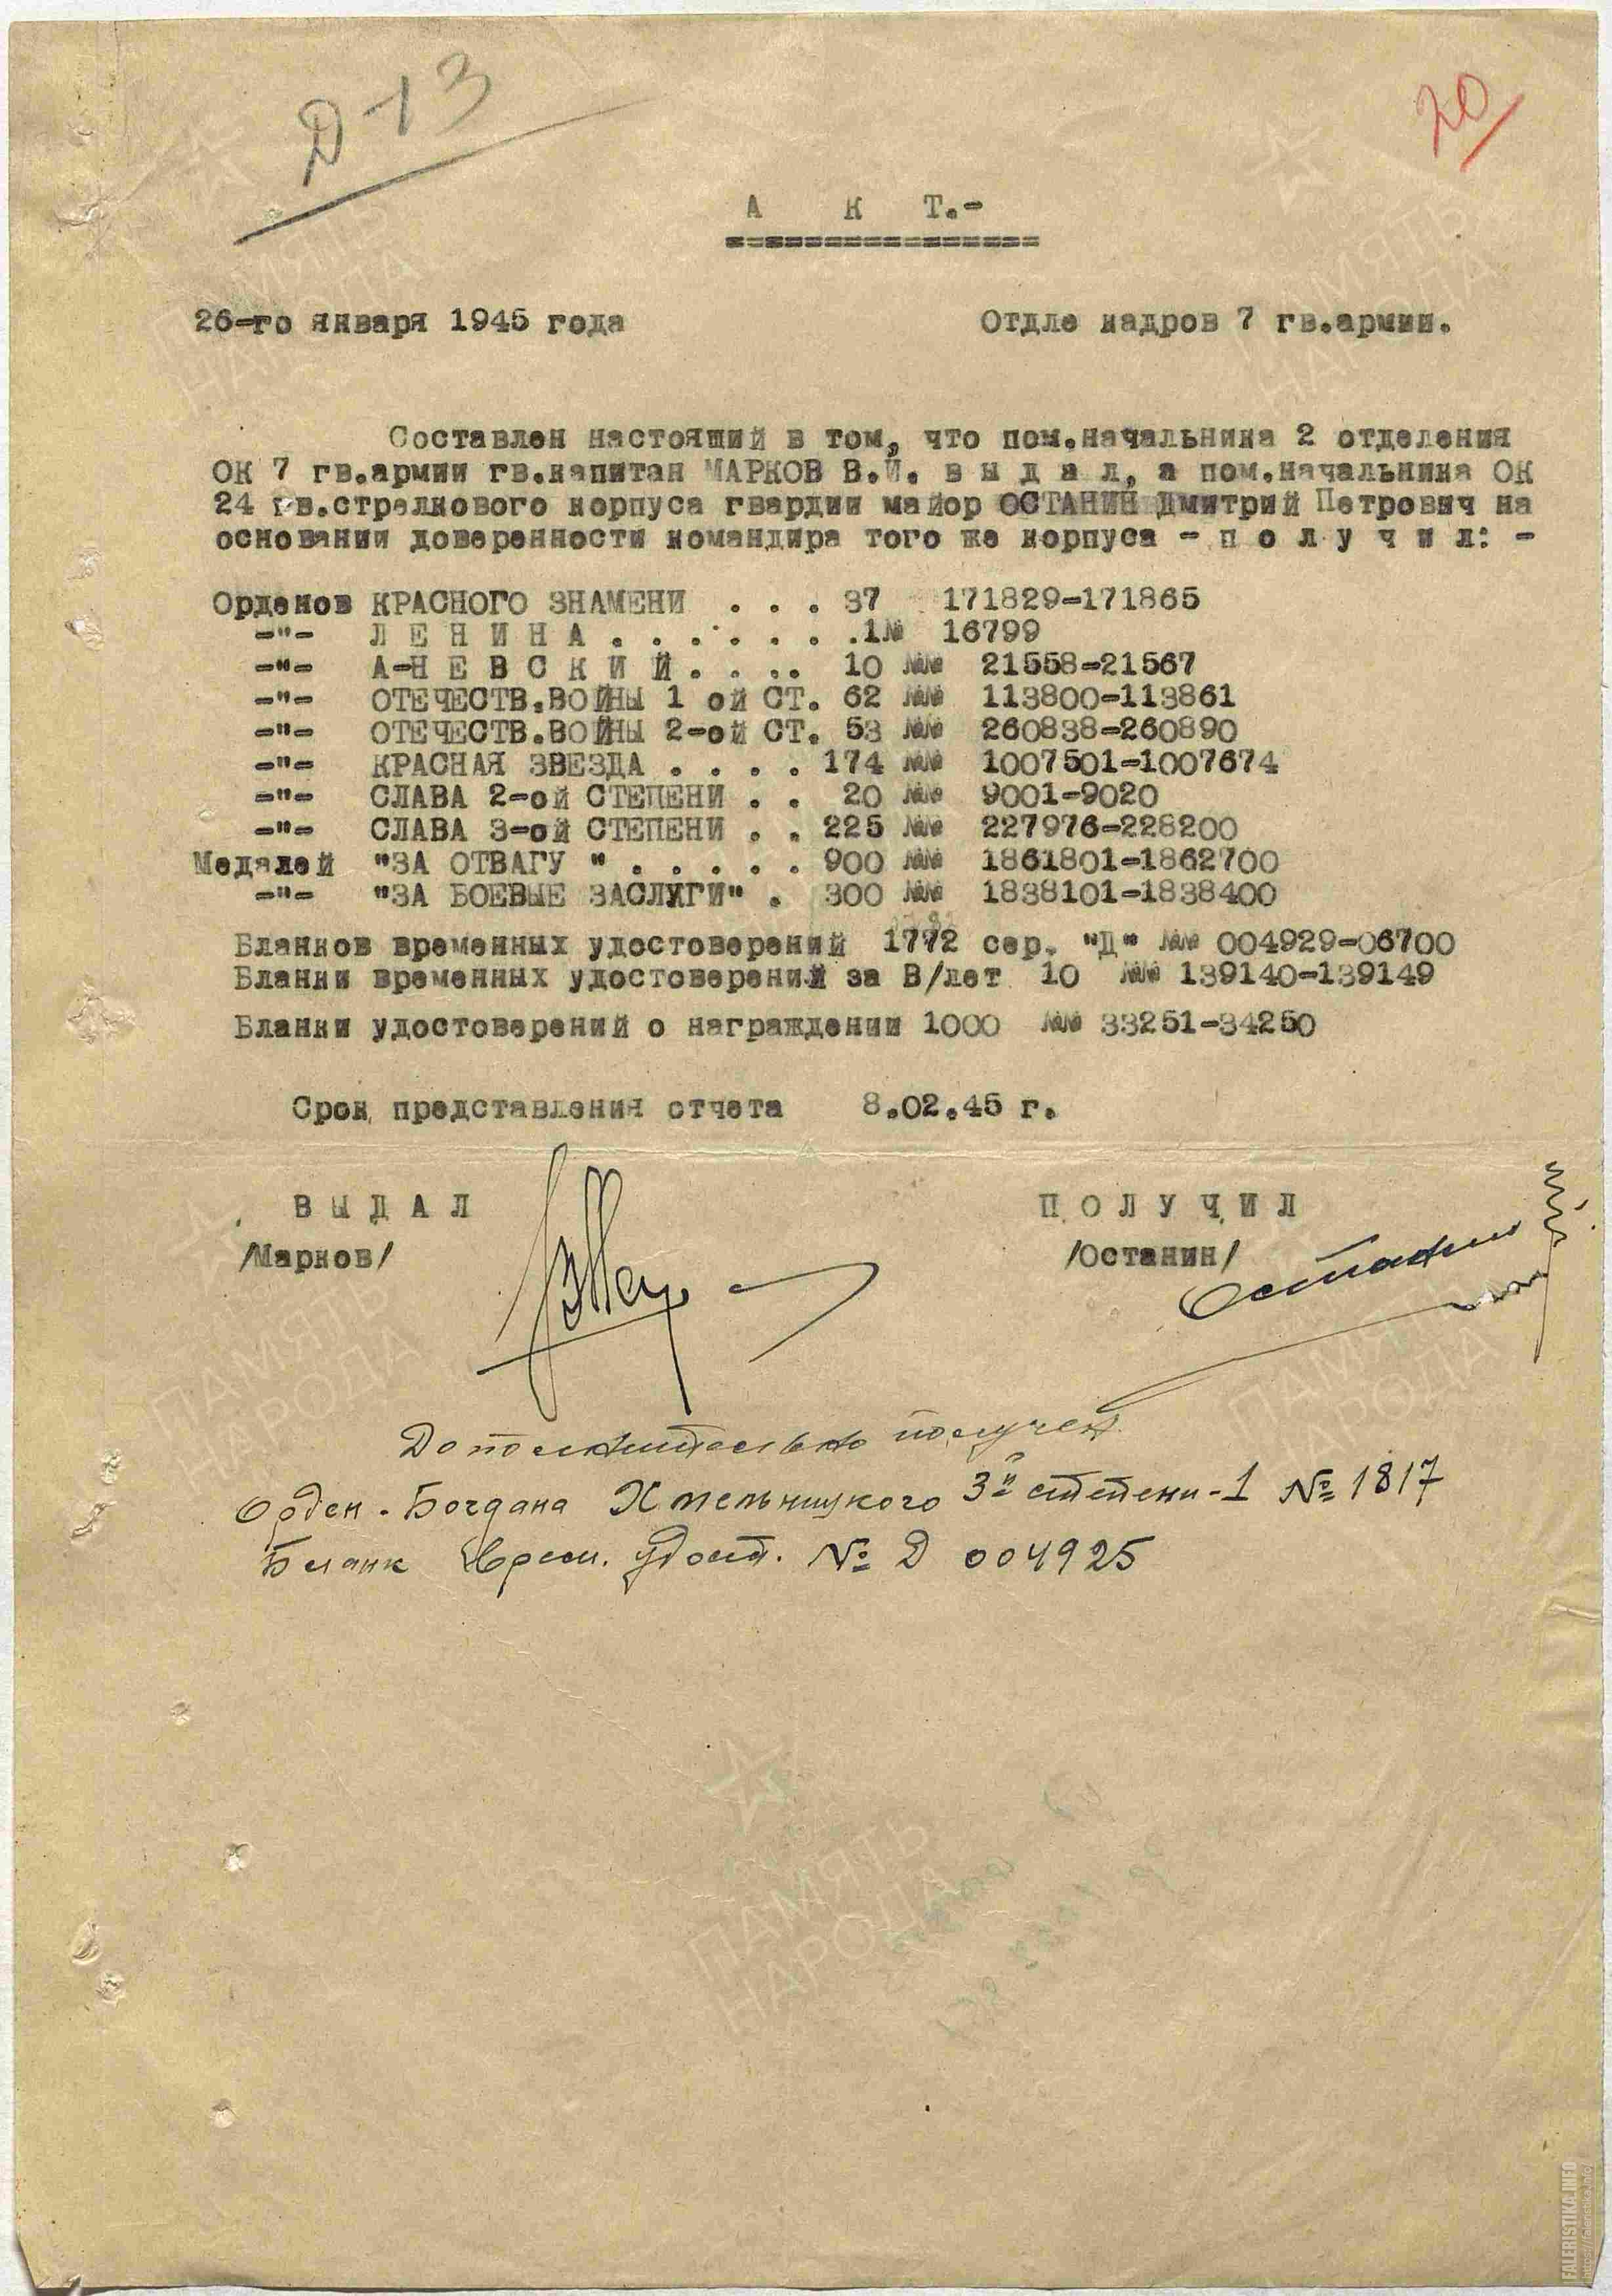 Д-13
20
А К Т.-
================
26-го января 1945 года Отдле кадров 7 гв.армии.
Составлен настоящий в том, что пом.начальника 2 отделения
ОК 7 гв.армии гв.капитан МАРКОВ В.И. в ы д а л, а пом.начальника ОК
24 гв.стрелкового корпуса гвардии майор ОСТАНИН Дмитрий Петрович на
основании доверенности командира того же корпуса - п о л у ч и л: -
Орденов КРАСНОГО ЗНАМЕНИ . . . 37 171829-171865
-"- Л Е Н И Н А . . . . . . .1№ 16799
-"- А-Н Е В С К И Й. . . .. 10 №№ 21558-21567
-"- ОТЕЧЕСТВ.ВОЙНЫ 1 ой СТ. 62 №№ 113800-113861
-"- ОТЕЧЕСТВ.ВОЙНЫ 2-ой СТ. 53 №№ 260838-260890
-"- КРАСНАЯ ЗВЕЗДА . . . . 174 №№ 1007501-1007674
-"- СЛАВА 2-ой СТЕПЕНИ . . 20 №№ 9001-9020
-"- СЛАВА 3-ой СТЕПЕНИ . . 225 №№ 227976-228200
Медалей "ЗА ОТВАГУ " . . . . . 900 №№ 1861801-1862700
-"- "ЗА БОЕВЫЕ ЗАСЛУГИ" . 300 №№ 1838101-1838400
Бланков временных удостоверений 1772 сер. "Д" №№ 004929-06700
Бланки временных удостоверений за В/лет 10 №№ 139140-139149
Бланки удостоверений о награждении 1000 №№ 33251-34250
Срок представления отчета 8.02.45 г.
В Ы Д А Л П О Л У Ч И Л
/Марков/ /Останин/ Останин
Дополнительно получен
Орден - Богдана Хмельницкого 3й степени-1 № 1817
Бланк врем. удост. № Д 004925
ПАМЯТЬ
НАРОДА
FALERISTIKA.INFO
https://faleristika.info/